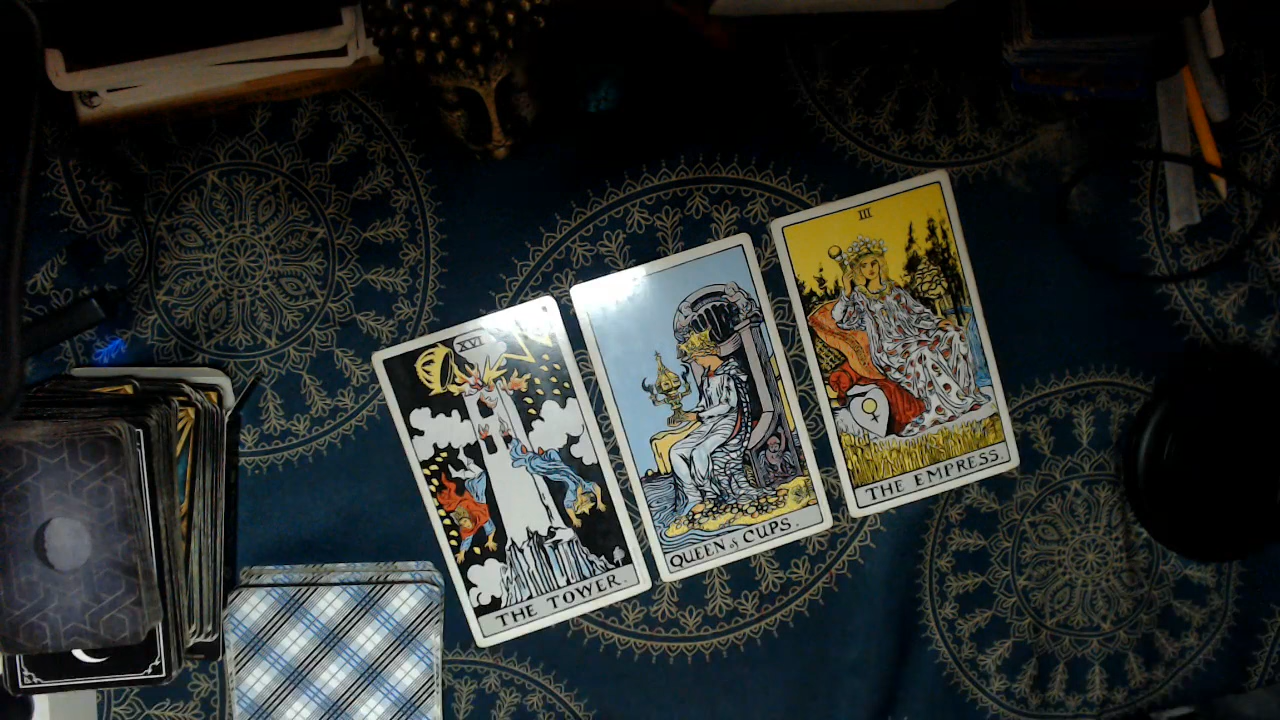 XVI
THE TOWER.
QUEEN of CUPS.
III
THE EMPRESS.